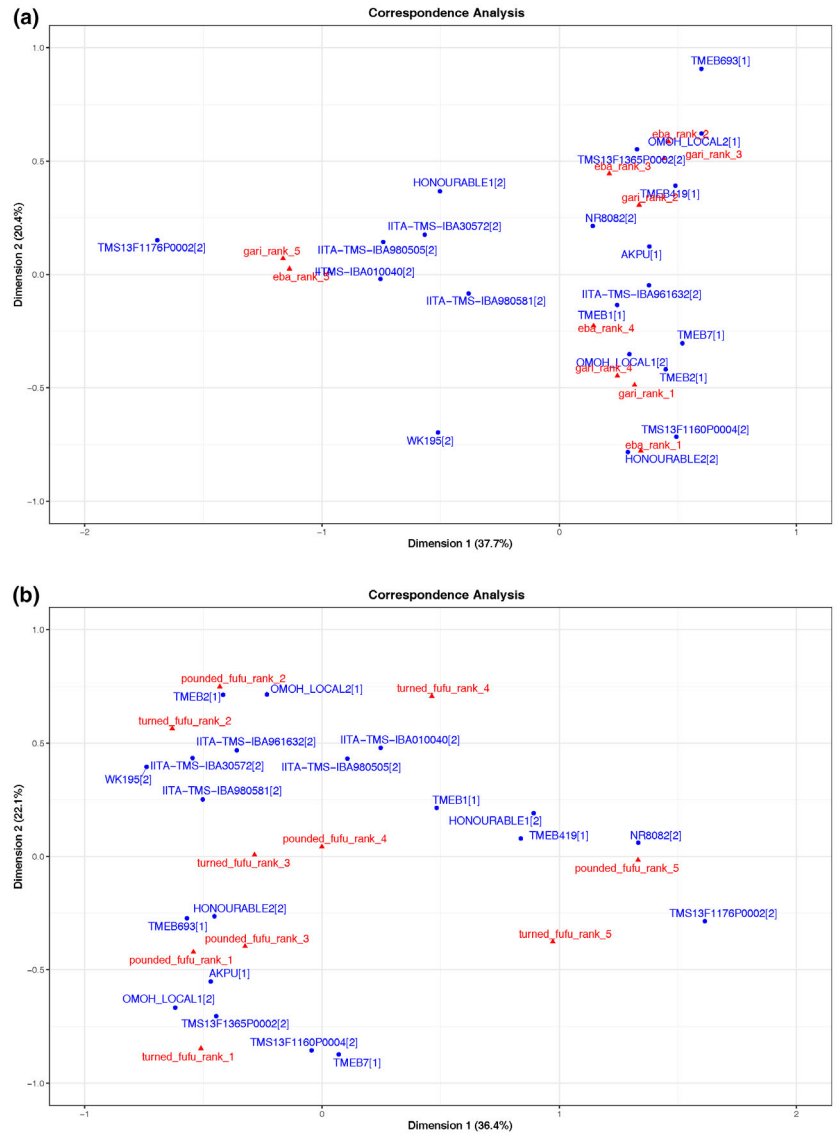 (a)
Correspondence Analysis
TMEB693[1]
eba_rank_2
OMOH_LOCAL2[1]
TMS13F1365P0002[2]
gari_rank_3
eba_rank_3
HONOURABLE1[2]
TMEB419[1]
gari_rank_2
NR8082[2]
IITA-TMS-IBA30572[2]
TMS13F1176P0002[2]
gari_rank_5
IITA-TMS-IBA980505[2]
AKPU[1]
eba_rank_5
IITMS-IBA010040[2]
IITA-TMS-IBA980581[2]
IITA-TMS-IBA961632[2]
TMEB1[1]
eba_rank_4
TMEB7[1]
OMOH_LOCAL1[2]
gari_rank_4
TMEB2[1]
gari_rank_1
WK195[2]
TMS13F1160P0004[2]
eba_rank_1
HONOURABLE2[2]
1.0
0.5
0.0
-0.5
-1.0
Dimension 2 (20.4%)
-2
-1
0
1
Dimension 1 (37.7%)
(b)
Correspondence Analysis
pounded_fufu_rank_2
TMEB2[1]
OMOH_LOCAL2[1]
turned_fufu_rank_4
turned_fufu_rank_2
IITA-TMS-IBA961632[2]
IITA-TMS-IBA010040[2]
WK195[2]
IITA-TMS-IBA30572[2]
IITA-TMS-IBA980505[2]
IITA-TMS-IBA980581[2]
TMEB1[1]
HONOURABLE1[2]
pounded_fufu_rank_4
TMEB419[1]
NR8082[2]
turned_fufu_rank_3
pounded_fufu_rank_5
HONOURABLE2[2]
TMEB693[1]
TMS13F1176P0002[2]
pounded_fufu_rank_3
turned_fufu_rank_5
pounded_fufu_rank_1
AKPU[1]
OMOH_LOCAL1[2]
TMS13F1365P0002[2]
turned_fufu_rank_1
TMS13F1160P0004[2]
TMEB7[1]
1.0
0.5
0.0
-0.5
-1.0
Dimension 2 (22.1%)
-1
0
1
2
Dimension 1 (36.4%)